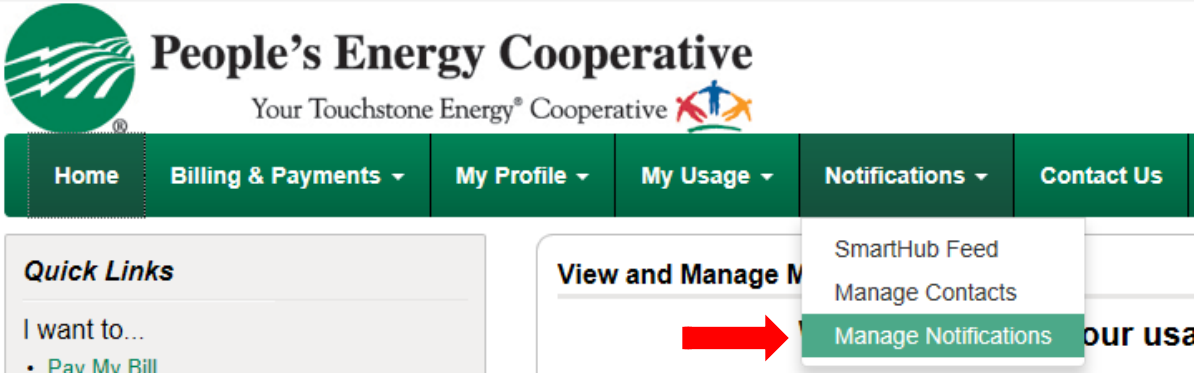 People's Energy Cooperative
Your Touchstone Energy® Cooperative
®
Home Billing & Payments My Profile My Usage Notifications Contact Us
SmartHub Feed
Manage Contacts
Manage Notifications
Quick Links
I want to...
• Pay My Bill
View and Manage
our